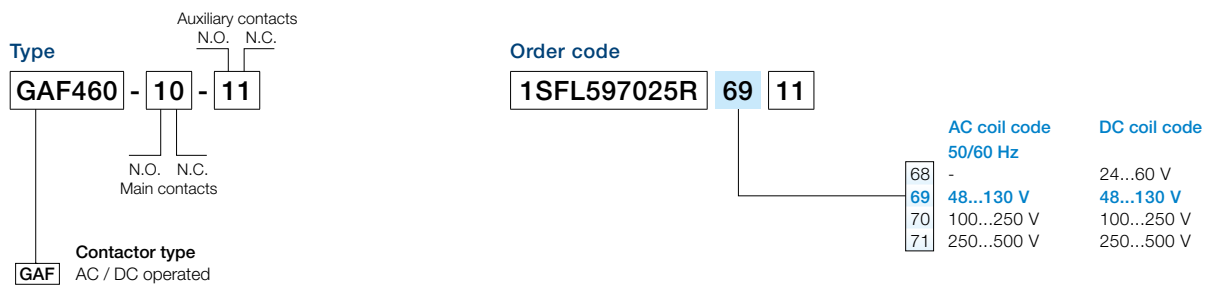 Auxiliary contacts
N.O. N.C.
Type
GAF460 - 10 - 11
N.O. N.C.
Main contacts
Contactor type
GAF AC / DC operated
Order code
1SFL597025R 69 11
AC coil code DC coil code
50/60 Hz
68 - 24...60 V
69 48...130 V 48...130 V
70 100...250 V 100...250 V
71 250...500 V 250...500 V